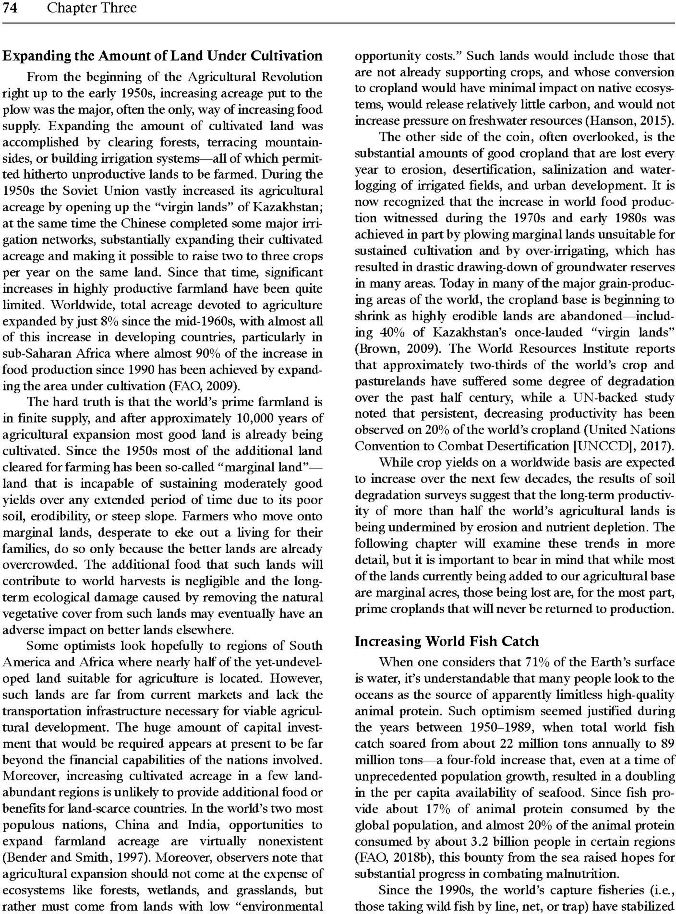 74 Chapter Three
Expanding the Amount of Land Under Cultivation
From the beginning of the Agricultural Revolution
right up to the early 1950s, increasing acreage put to the
plow was the major, often the only, way of increasing food
supply. Expanding the amount of cultivated land was
accomplished by clearing forests, terracing mountain-
sides, or building irrigation systems—all of which permit-
ted hitherto unproductive lands to be farmed. During the
1950s the Soviet Union vastly increased its agricultural
acreage by opening up the “virgin lands” of Kazakhstan;
at the same time the Chinese completed some major irri-
gation networks, substantially expanding their cultivated
acreage and making it possible to raise two to three crops
per year on the same land. Since that time, significant
increases in highly productive farmland have been quite
limited. Worldwide, total acreage devoted to agriculture
expanded by just 8% since the mid-1960s, with almost all
of this increase in developing countries, particularly in
sub-Saharan Africa where almost 90% of the increase in
food production since 1990 has been achieved by expand-
ing the area under cultivation (FAO, 2009).
The hard truth is that the world’s prime farmland is
in finite supply, and after approximately 10,000 years of
agricultural expansion most good land is already being
cultivated. Since the 1950s most of the additional land
cleared for farming has been so-called “marginal land”—
land that is incapable of sustaining moderately good
yields over any extended period of time due to its poor
soil, erodibility, or steep slope. Farmers who move onto
marginal lands, desperate to eke out a living for their
families, do so only because the better lands are already
overcrowded. The additional food that such lands will
contribute to world harvests is negligible and the long-
term ecological damage caused by removing the natural
vegetative cover from such lands may eventually have an
adverse impact on better lands elsewhere.
Some optimists look hopefully to regions of South
America and Africa where nearly half of the yet-undevel-
oped land suitable for agriculture is located. However,
such lands are far from current markets and lack the
transportation infrastructure necessary for viable agricul-
tural development. The huge amount of capital invest-
ment that would be required appears at present to be far
beyond the financial capabilities of the nations involved.
Moreover, increasing cultivated acreage in a few land-
abundant regions is unlikely to provide additional food or
benefits for land-scarce countries. In the world’s two most
populous nations, China and India, opportunities to
expand farmland acreage are virtually nonexistent
(Bender and Smith, 1997). Moreover, observers note that
agricultural expansion should not come at the expense of
ecosystems like forests, wetlands, and grasslands, but
rather must come from lands with low “environmental
opportunity costs.” Such lands would include those that
are not already supporting crops, and whose conversion
to cropland would have minimal impact on native ecosys-
tems, would release relatively little carbon, and would not
increase pressure on freshwater resources (Hanson, 2015).
The other side of the coin, often overlooked, is the
substantial amounts of good cropland that are lost every
year to erosion, desertification, salinization and water-
logging of irrigated fields, and urban development. It is
now recognized that the increase in world food produc-
tion witnessed during the 1970s and early 1980s was
achieved in part by plowing marginal lands unsuitable for
sustained cultivation and by over-irrigating, which has
resulted in drastic drawing-down of groundwater reserves
in many areas. Today in many of the major grain-produc-
ing areas of the world, the cropland base is beginning to
shrink as highly erodible lands are abandoned—includ-
ing 40% of Kazakhstan’s once-lauded “virgin lands”
(Brown, 2009). The World Resources Institute reports
that approximately two-thirds of the world’s crop and
pasturelands have suffered some degree of degradation
over the past half century, while a UN-backed study
noted that persistent, decreasing productivity has been
observed on 20% of the world’s cropland (United Nations
Convention to Combat Desertification [UNCCD], 2017).
While crop yields on a worldwide basis are expected
to increase over the next few decades, the results of soil
degradation surveys suggest that the long-term productiv-
ity of more than half the world’s agricultural lands is
being undermined by erosion and nutrient depletion. The
following chapter will examine these trends in more
detail, but it is important to bear in mind that while most
of the lands currently being added to our agricultural base
are marginal acres, those being lost are, for the most part,
prime croplands that will never be returned to production.
Increasing World Fish Catch
When one considers that 71% of the Earth’s surface
is water, it’s understandable that many people look to the
oceans as the source of apparently limitless high-quality
animal protein. Such optimism seemed justified during
the years between 1950–1989, when total world fish
catch soared from about 22 million tons annually to 89
million tons—a four-fold increase that, even at a time of
unprecedented population growth, resulted in a doubling
in the per capita availability of seafood. Since fish pro-
vide about 17% of animal protein consumed by the
global population, and almost 20% of the animal protein
consumed by about 3.2 billion people in certain regions
(FAO, 2018b), this bounty from the sea raised hopes for
substantial progress in combating malnutrition.
Since the 1990s, the world’s capture fisheries (i.e.,
those taking wild fish by line, net, or trap) have stabilized